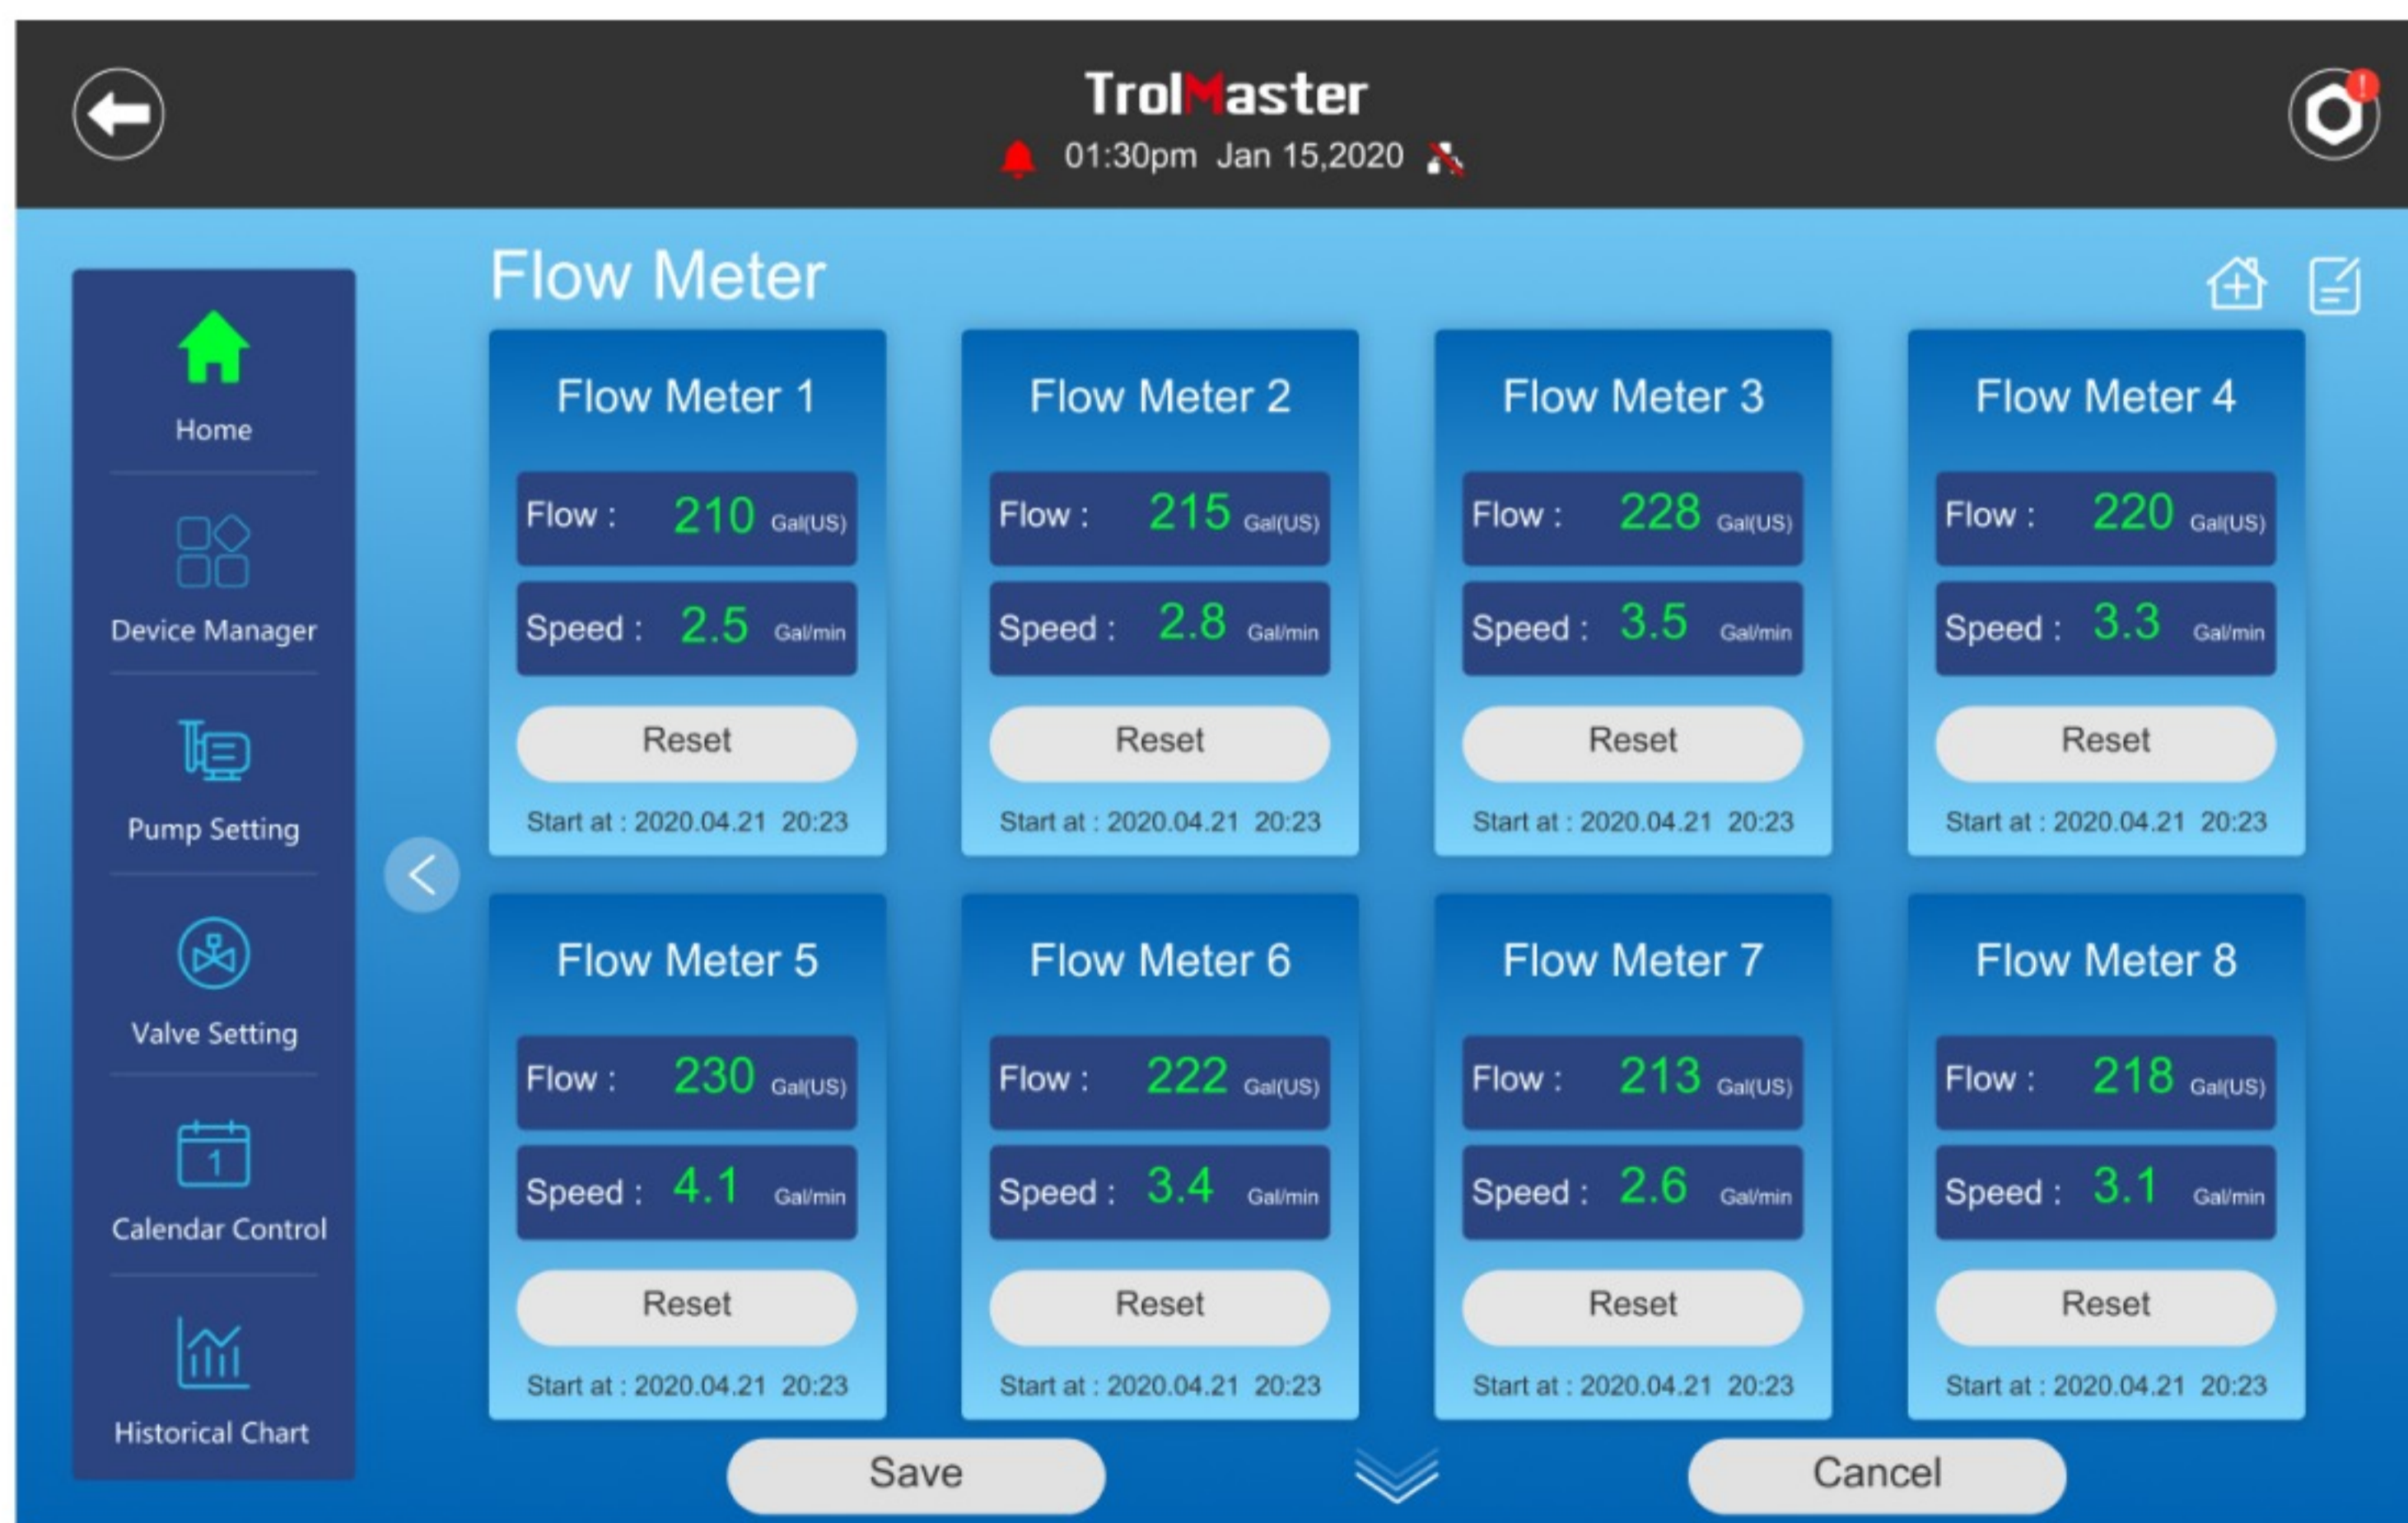 TrolMaster
01:30pm Jan 15,2020
Flow Meter
Home
Device Manager
Pump Setting
Valve Setting
1
Calendar Control
Historical Chart
Flow Meter 1
Flow : 210 Gal(US)
Speed : 2.5 Gal/min
Reset
Start at : 2020.04.21 20:23
Flow Meter 2
Flow : 215 Gal(US)
Speed : 2.8 Gal/min
Reset
Start at : 2020.04.21 20:23
Flow Meter 3
Flow : 228 Gal(US)
Speed : 3.5 Gal/min
Reset
Start at : 2020.04.21 20:23
Flow Meter 4
Flow : 220 Gal(US)
Speed : 3.3 Gal/min
Reset
Start at : 2020.04.21 20:23
Flow Meter 5
Flow : 230 Gal(US)
Speed : 4.1 Gal/min
Reset
Start at : 2020.04.21 20:23
Flow Meter 6
Flow : 222 Gal(US)
Speed : 3.4 Gal/min
Reset
Start at : 2020.04.21 20:23
Flow Meter 7
Flow : 213 Gal(US)
Speed : 2.6 Gal/min
Reset
Start at : 2020.04.21 20:23
Flow Meter 8
Flow : 218 Gal(US)
Speed : 3.1 Gal/min
Reset
Start at : 2020.04.21 20:23
Save
Cancel